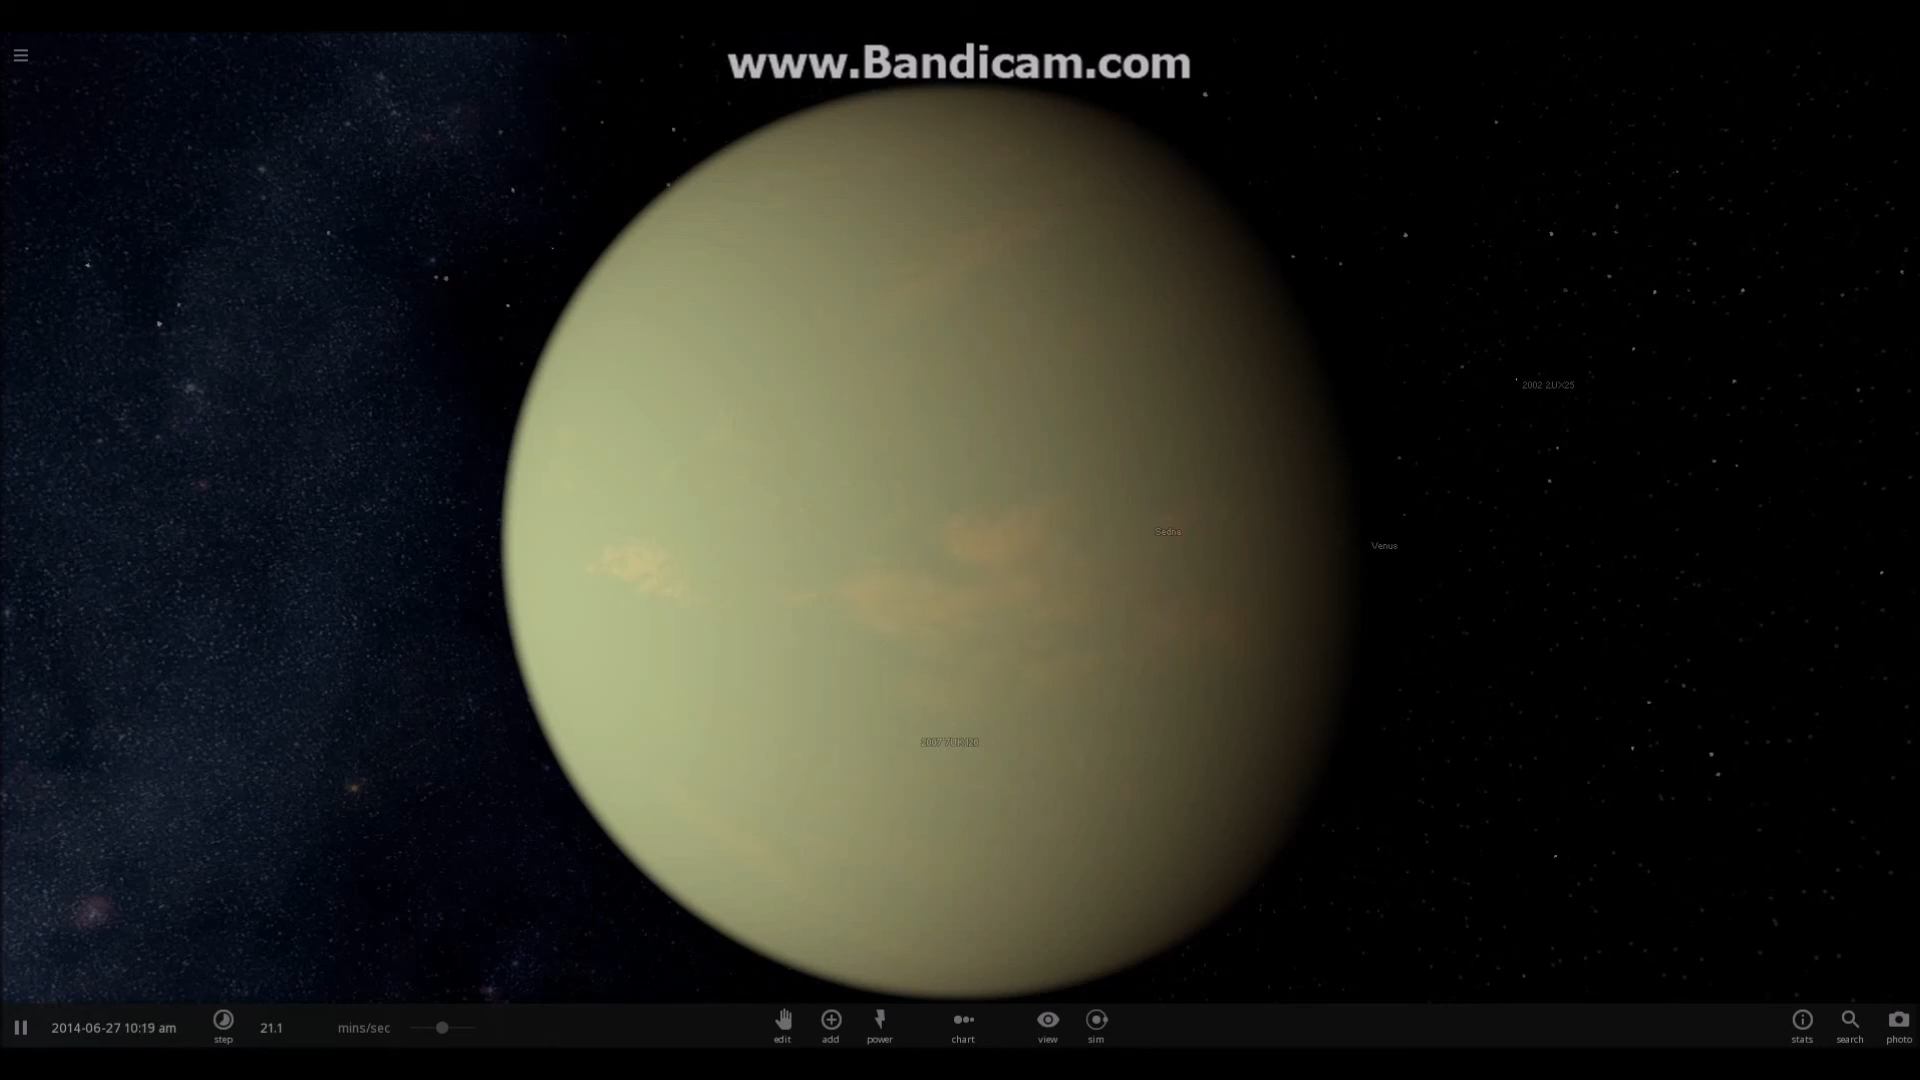 www.Bandicam.com
2002 2UX25
Sedna
Venus
2014-06-27 10:19 am
step
21.1
mins/sec
edit
add
power
chart
view
sim
stats
search
photo